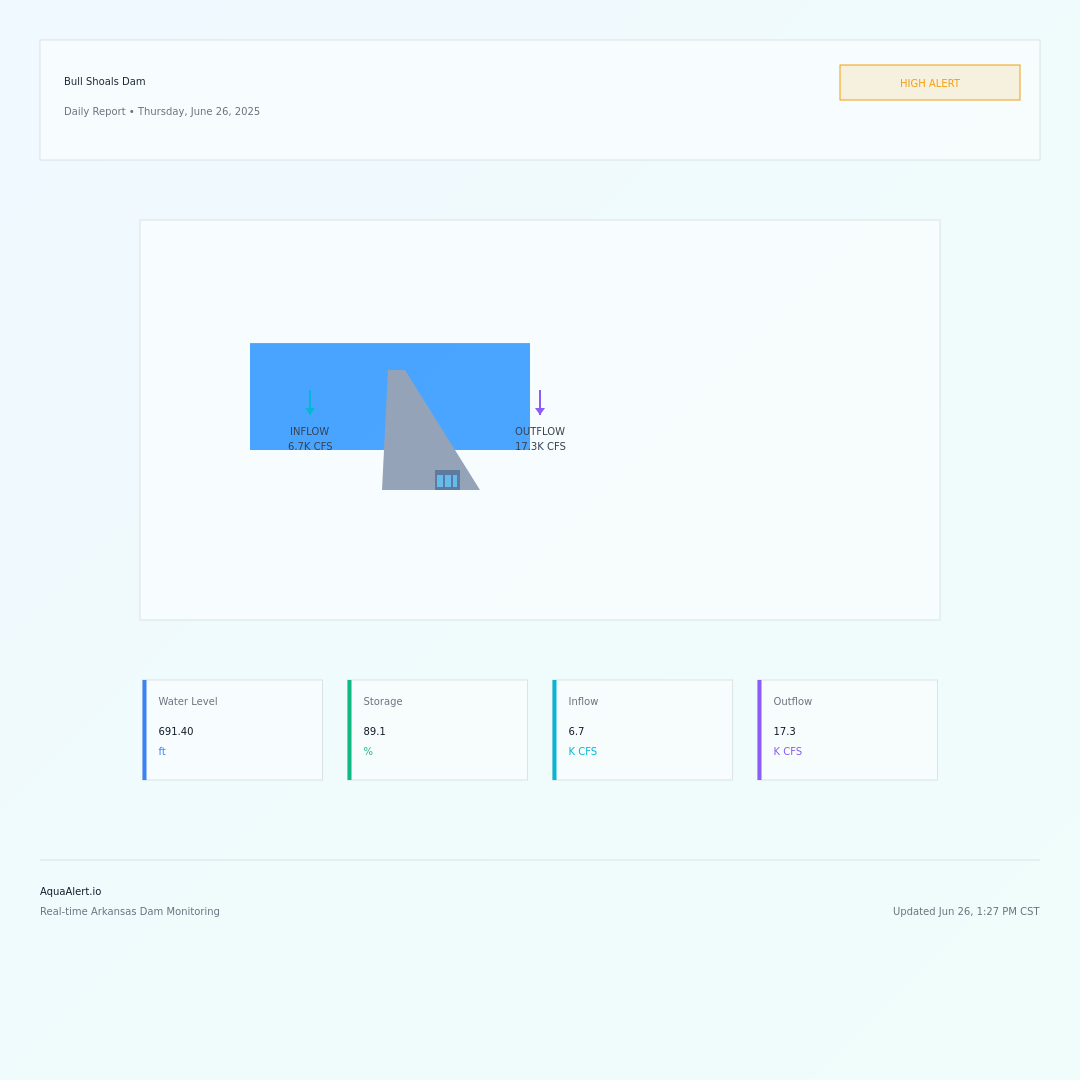 Bull Shoals Dam
HIGH ALERT
Daily Report • Thursday, June 26, 2025
INFLOW
6.7K CFS
OUTFLOW
17.3K CFS
Water Level
691.40
ft
Storage
89.1
%
Inflow
6.7
K CFS
Outflow
17.3
K CFS
AquaAlert.io
Real-time Arkansas Dam Monitoring
Updated Jun 26, 1:27 PM CST